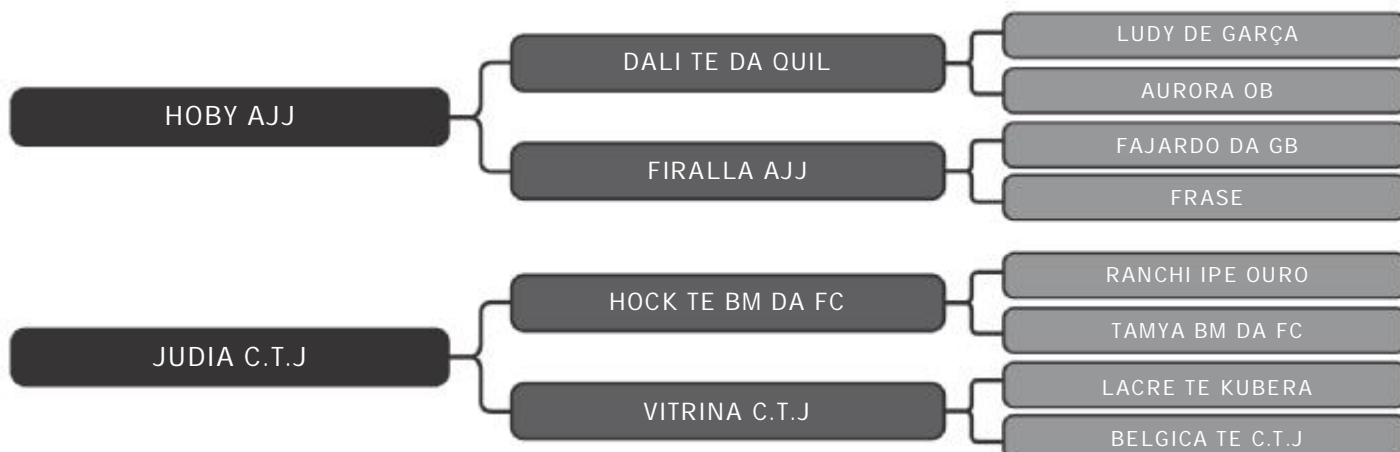 HOBY AJJ
DALI TE DA QUIL
LUDY DE GARÇA
AURORA OB
FIRALLA AJJ
FAJARDO DA GB
FRASE
JUDIA C.T.J
HOCK TE BM DA FC
RANCHI IPE OURO
TAMYA BM DA FC
VITRINA C.T.J
LACRE TE KUBERA
BELGICA TE C.T.J